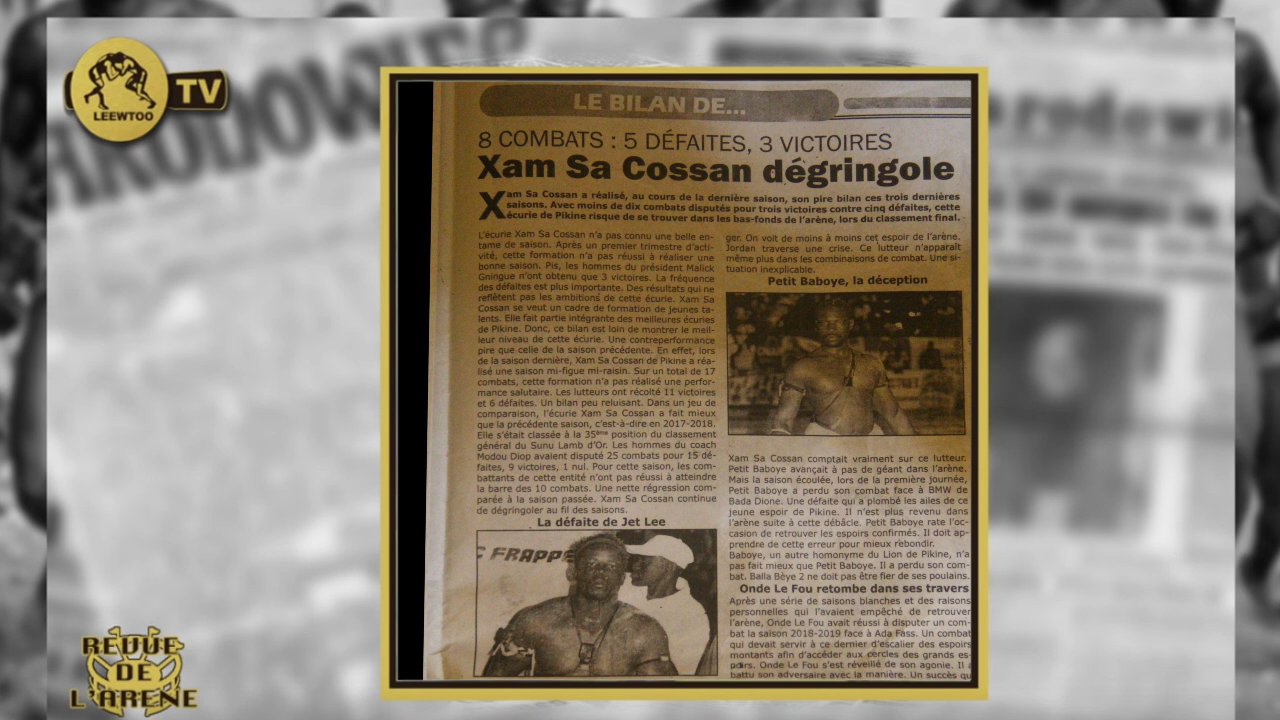 LEEWTOO
TV
LE BILAN DE...
8 COMBATS : 5 DÉFAITES, 3 VICTOIRES
Xam Sa Cossan dégringole
Xam Sa Cossan a réalisé, au cours de la dernière saison, son pire bilan ces trois dernières
saisons. Avec moins de dix combats disputés pour trois victoires contre cinq défaites, cette
écurie de Pikine risque de se trouver dans les bas-fonds de l'arène, lors du classement final.
L'écurie Xam Sa Cossan n'a pas connu une belle en-
tame de saison. Après un premier trimestre d'acti-
vité, cette formation n'a pas réussi à réaliser une
bonne saison. Pis, les hommes du président Malick
Gningue n'ont obtenu que 3 victoires. La fréquence
des défaites est plus importante. Des résultats qui ne
reflètent pas les ambitions de cette écurie. Xam Sa
Cossan se veut un cadre de formation de jeunes ta-
lents. Elle fait partie intégrante des meilleures écuries
de Pikine. Donc, ce bilan est loin de montrer le meil-
leur niveau de cette écurie. Une contreperformance
pire que celle de la saison précédente. En effet, lors
de la saison dernière, Xam Sa Cossan de Pikine a réa-
lisé une saison mi-figue mi-raisin. Sur un total de 17
combats, cette formation n'a pas réalisé une perfor-
mance salutaire. Les lutteurs ont récolté 11 victoires
et 6 défaites. Un bilan peu reluisant. Dans un jeu de
comparaison, l'écurie Xam Sa Cossan a fait mieux
que la précédente saison, c'est-à-dire en 2017-2018.
Elle s'était classée à la 35ème position du classement
général du Sunu Lamb d'Or. Les hommes du coach
Modou Diop avaient disputé 25 combats pour 15 dé-
faites, 9 victoires, 1 nul. Pour cette saison, les com-
battants de cette entité n'ont pas réussi à atteindre
la barre des 10 combats. Une nette régression com-
parée à la saison passée. Xam Sa Cossan continue
de dégringoler au fil des saisons.
La défaite de Jet Lee
C FRAPPE
ger. On voit de moins à moins cet espoir de l'arène.
Jordan traverse une crise. Ce lutteur n'apparaît
même plus dans les combinaisons de combat. Une si-
tuation inexplicable.
Petit Baboye, la déception
Xam Sa Cossan comptait vraiment sur ce lutteur.
Petit Baboye avançait à pas de géant dans l'arène.
Mais la saison écoulée, lors de la première journée,
Petit Baboye a perdu son combat face à BMW de
Bada Dione. Une défaite qui a plombé les ailes de ce
jeune espoir de Pikine. Il n'est plus revenu dans
l'arène suite à cette débâcle. Petit Baboye rate l'oc-
casion de retrouver les espoirs confirmés. Il doit ap-
prendre de cette erreur pour mieux rebondir.
Baboye, un autre homonyme du Lion de Pikine, n'a
pas fait mieux que Petit Baboye. Il a perdu son com-
bat. Balla Bèye 2 ne doit pas être fier de ses poulains.
Onde Le Fou retombe dans ses travers
Après une série de saisons blanches et des raisons
personnelles qui l'avaient empêché de retrouver
l'arène, Onde Le Fou avait réussi à disputer un com-
bat la saison 2018-2019 face à Ada Fass. Un combat
qui devait servir à ce dernier d'escalier des espoirs
montants afin d'accéder aux cercles des grands es-
poirs. Onde Le Fou s'est réveillé de son agonie. Il a
battu son adversaire avec la manière. Un succès qu
REVUE
DE
L'ARENE